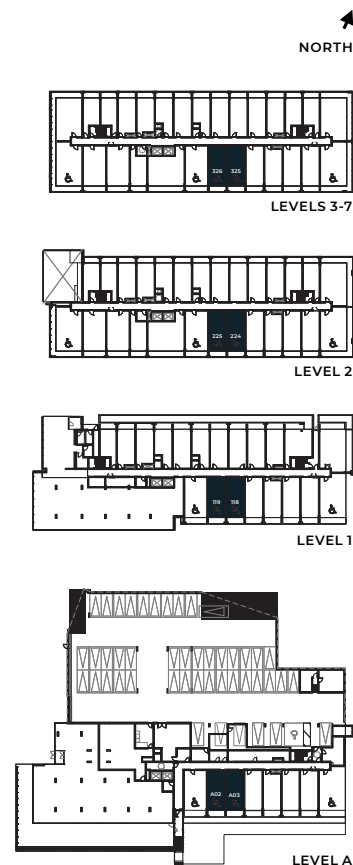 NORTH
326 325
LEVELS 3-7
225 224
LEVEL 2
119 118
LEVEL 1
A02 A03
LEVEL A